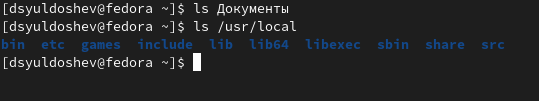 [dsyuldoshev@fedora ~]$ ls Документы
[dsyuldoshev@fedora ~]$ ls /usr/local
bin etc games include lib lib64 libexec sbin share src
[dsyuldoshev@fedora ~]$